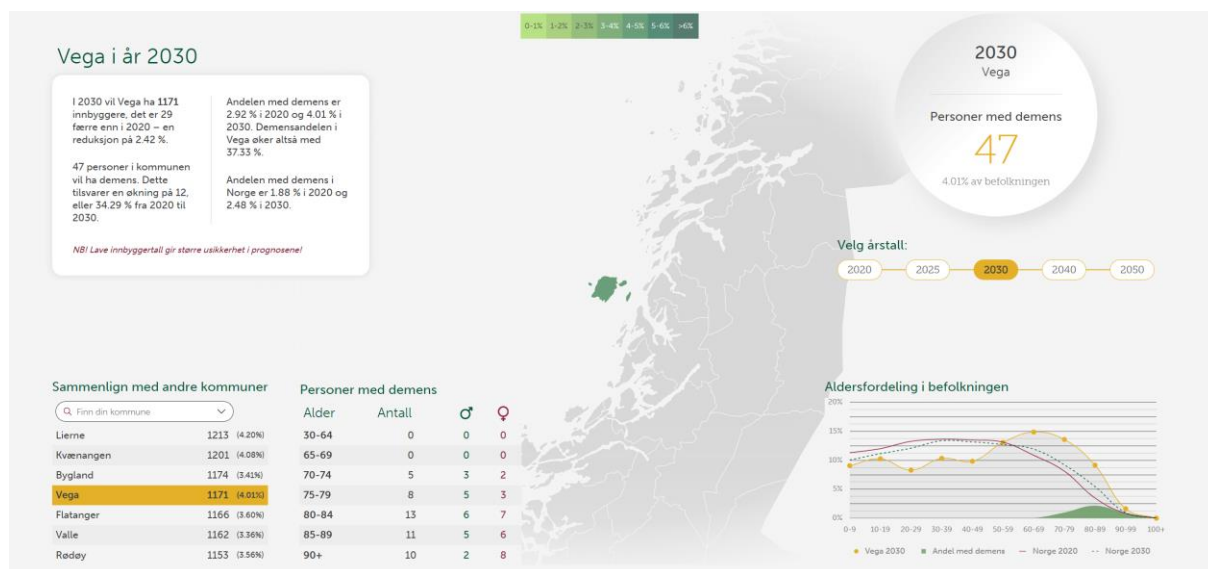 0-1% 1-2% 2-3% 3-4% 4-5% 5-6% >6%
Vega i år 2030
I 2030 vil Vega ha 1171
innbyggere, det er 29
færre enn i 2020 – en
reduksjon på 2.42 %.
47 personer i kommunen
vil ha demens. Dette
tilsvarer en økning på 12,
eller 34.29 % fra 2020 til
2030.
Andelen med demens er
2.92 % i 2020 og 4.01 % i
2030. Demensandelen i
Vega øker altså med
37.33 %.
Andelen med demens i
Norge er 1.88 % i 2020 og
2.48 % i 2030.
NB! Lave innbyggertall gir større usikkerhet i prognosene!
2030
Vega
Personer med demens
47
4.01% av befolkningen
Velg årstall:
2020 2025 2030 2040 2050
Sammenlign med andre kommuner
Finn din kommune
Lierne 1213 (4.20%)
Kvænangen 1201 (4.08%)
Bygland 1174 (3.41%)
Vega 1171 (4.01%)
Flatanger 1166 (3.60%)
Valle 1162 (3.36%)
Rødøy 1153 (3.56%)
Personer med demens
Alder Antall ♂ ♀
30-64 0 0 0
65-69 0 0 0
70-74 5 3 2
75-79 8 5 3
80-84 13 6 7
85-89 11 5 6
90+ 10 2 8
Aldersfordeling i befolkningen
20%
15%
10%
5%
0%
0-9 10-19 20-29 30-39 40-49 50-59 60-69 70-79 80-89 90-99 100+
Vega 2030 Andel med demens Norge 2020 Norge 2030